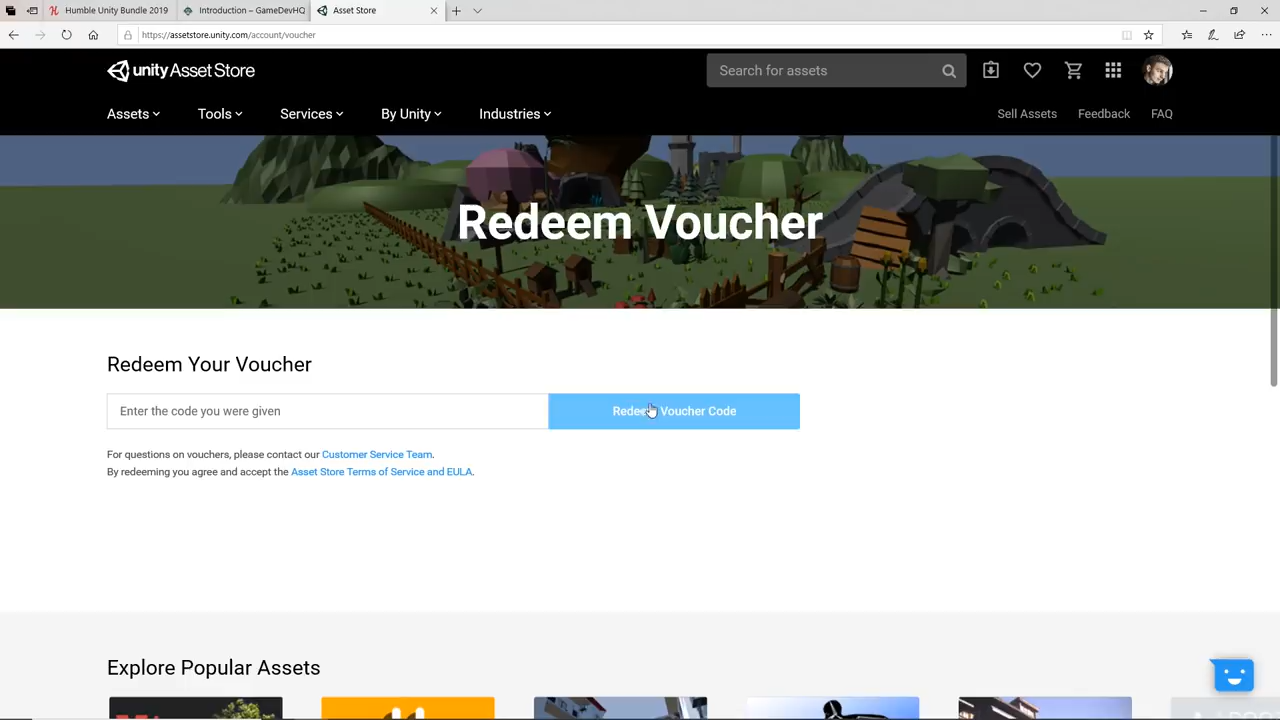 Humble Unity Bundle 2019
Introduction – GameDevHQ
Asset Store
https://assetstore.unity.com/account/voucher
unity Asset Store
Search for assets
Assets
Tools
Services
By Unity
Industries
Sell Assets
Feedback
FAQ
Redeem Voucher
Redeem Your Voucher
Enter the code you were given
Redeem Voucher Code
For questions on vouchers, please contact our Customer Service Team.
By redeeming you agree and accept the Asset Store Terms of Service and EULA.
Explore Popular Assets